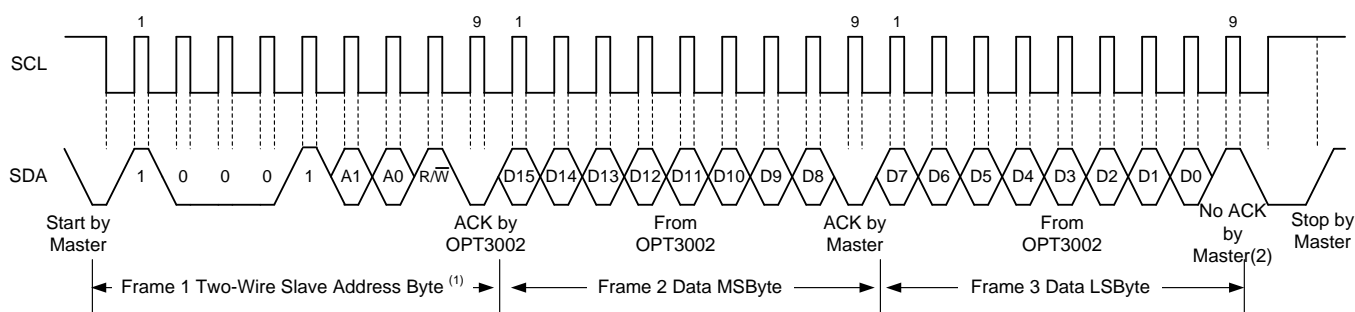 1 9 1 9 1 9
SCL
SDA
1 0 0 0 1 A1 A0 R/W̅ D15 D14 D13 D12 D11 D10 D9 D8 D7 D6 D5 D4 D3 D2 D1 D0
Start by
Master
ACK by
OPT3002
From
OPT3002
ACK by
Master
From
OPT3002
No ACK
by
Master(2)
Stop by
Master
Frame 1 Two-Wire Slave Address Byte (1)
Frame 2 Data MSByte
Frame 3 Data LSByte